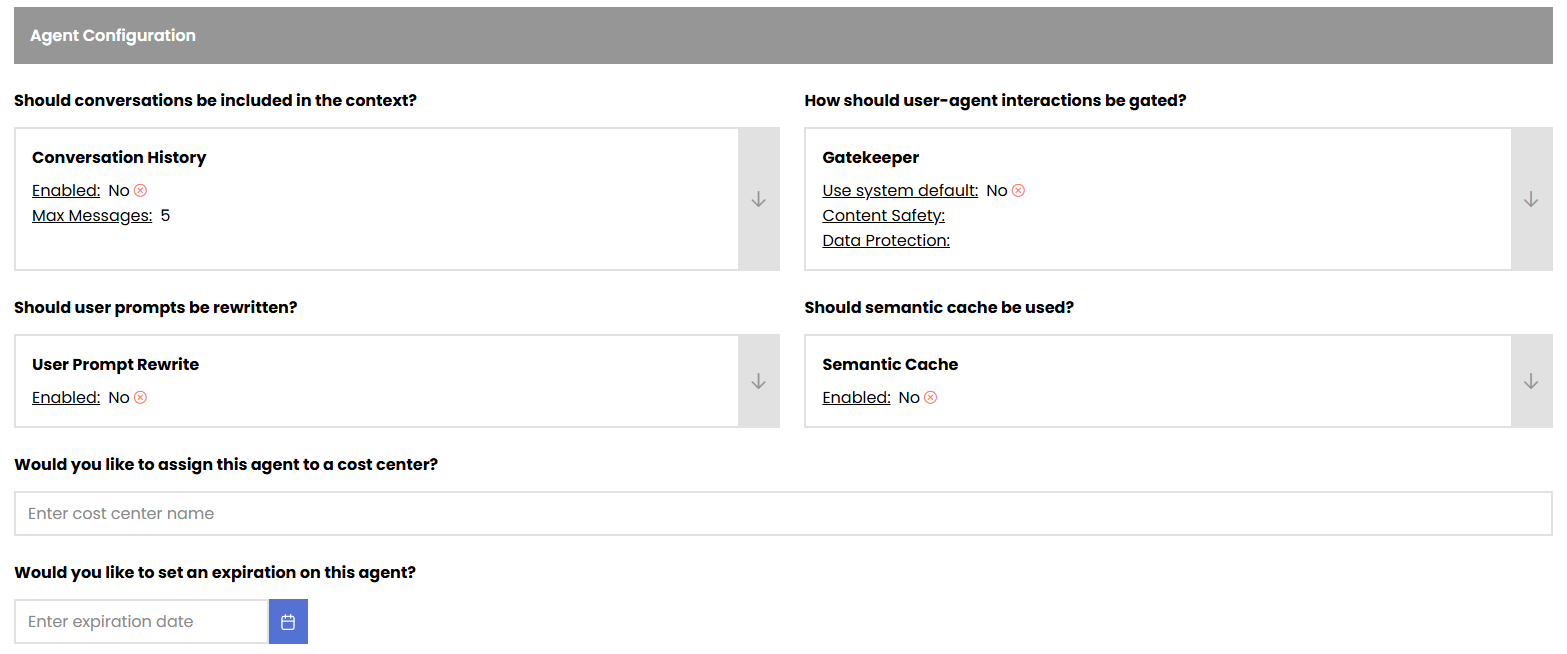 Agent Configuration
Should conversations be included in the context?
How should user-agent interactions be gated?
Conversation History
Enabled: No
Max Messages: 5
Gatekeeper
Use system default: No
Content Safety:
Data Protection:
Should user prompts be rewritten?
Should semantic cache be used?
User Prompt Rewrite
Enabled: No
Semantic Cache
Enabled: No
Would you like to assign this agent to a cost center?
Enter cost center name
Would you like to set an expiration on this agent?
Enter expiration date